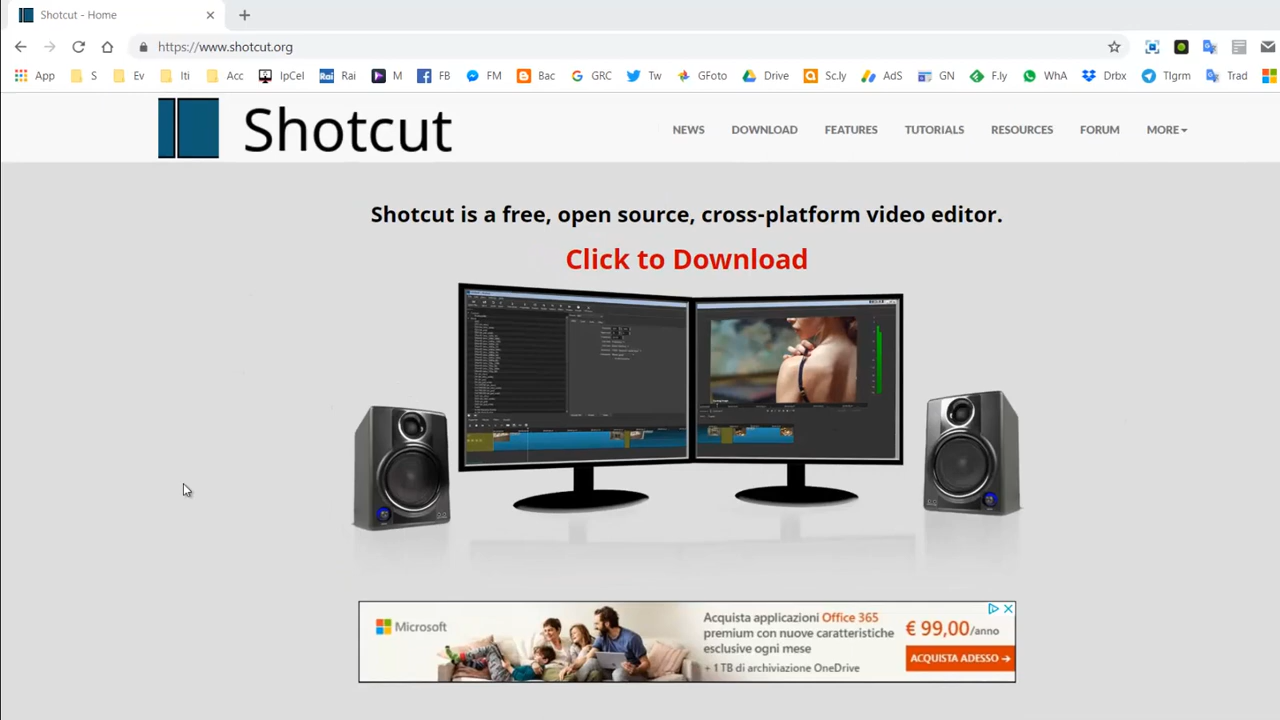 Shotcut - Home
https://www.shotcut.org
App S Ev Iti Acc IpCel Rai Rai M FB FM Bac GRC Tw GFoto Drive Sc.ly AdS GN F.ly WhA Drbx Tlgrm Trad
Shotcut
NEWS DOWNLOAD FEATURES TUTORIALS RESOURCES FORUM MORE
Shotcut is a free, open source, cross-platform video editor.
Click to Download
Microsoft
Acquista applicazioni Office 365
premium con nuove caratteristiche
esclusive ogni mese
+ 1 TB di archiviazione OneDrive
€ 99,00/anno
ACQUISTA ADESSO